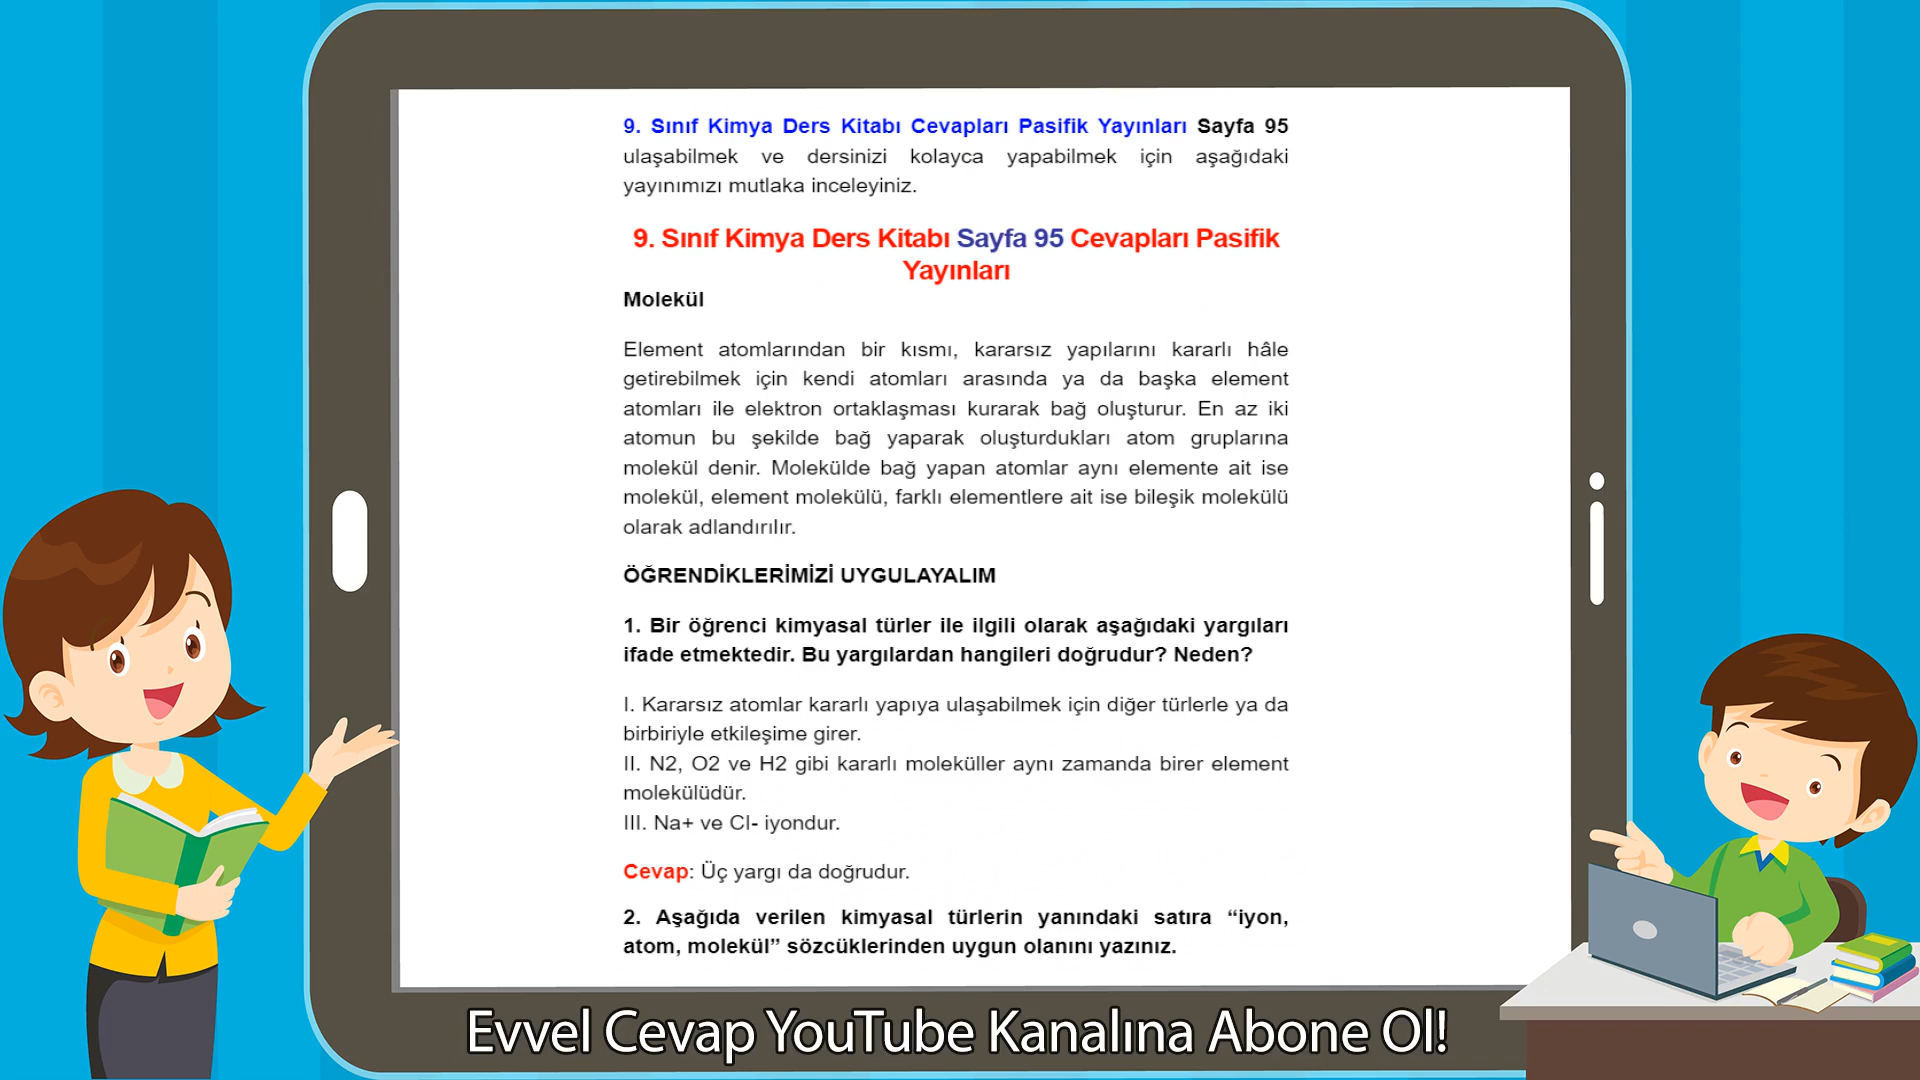 9. Sınıf Kimya Ders Kitabı Cevapları Pasifik Yayınları Sayfa 95
ulaşabilmek ve dersinizi kolayca yapabilmek için aşağıdaki
yayınımızı mutlaka inceleyiniz.
9. Sınıf Kimya Ders Kitabı Sayfa 95 Cevapları Pasifik
Yayınları
Molekül
Element atomlarından bir kısmı, kararsız yapılarını kararlı hâle
getirebilmek için kendi atomları arasında ya da başka element
atomları ile elektron ortaklaşması kurarak bağ oluşturur. En az iki
atomun bu şekilde bağ yaparak oluşturdukları atom gruplarına
molekül denir. Molekülde bağ yapan atomlar aynı elemente ait ise
molekül, element molekülü, farklı elementlere ait ise bileşik molekülü
olarak adlandırılır.
ÖĞRENDİKLERİMİZİ UYGULAYALIM
1. Bir öğrenci kimyasal türler ile ilgili olarak aşağıdaki yargıları
ifade etmektedir. Bu yargılardan hangileri doğrudur? Neden?
I. Kararsız atomlar kararlı yapıya ulaşabilmek için diğer türlerle ya da
birbiriyle etkileşime girer.
II. N2, O2 ve H2 gibi kararlı moleküller aynı zamanda birer element
molekülüdür.
III. Na+ ve Cl- iyondur.
Cevap: Üç yargı da doğrudur.
2. Aşağıda verilen kimyasal türlerin yanındaki satıra “iyon,
atom, molekül” sözcüklerinden uygun olanını yazınız.
Evvel Cevap YouTube Kanalına Abone Ol!